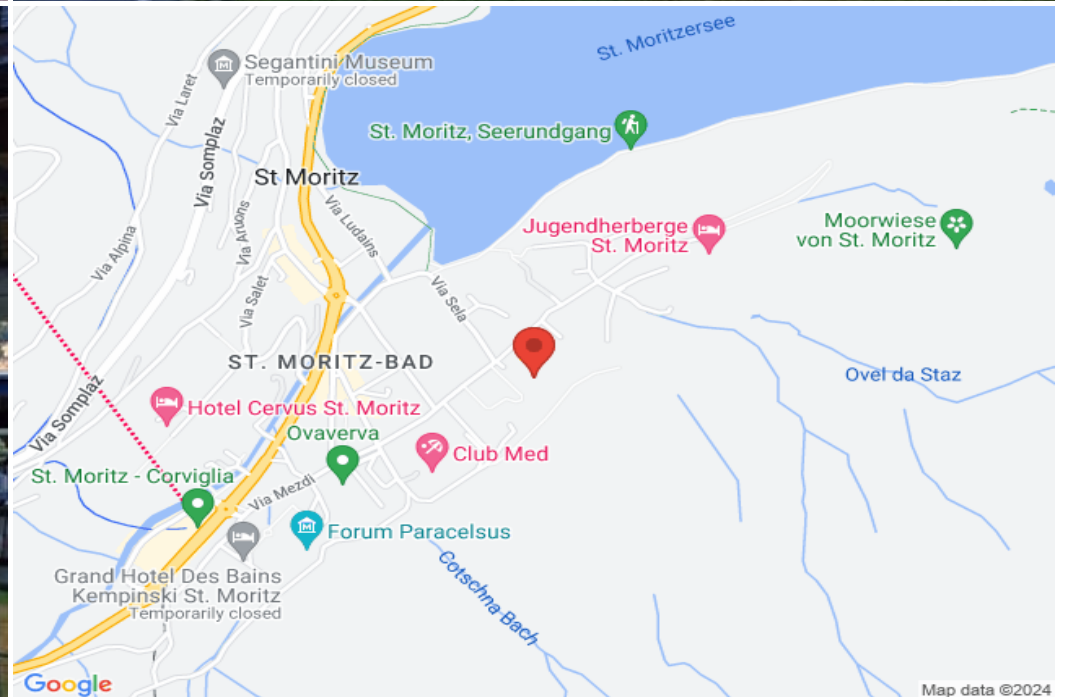 St. Moritzersee
Segantini Museum
Temporarily closed
Via Laret
Via Somplaz
St. Moritz, Seerundgang
St Moritz
Via Ludains
Via Aruons
Jugendherberge
St. Moritz
Moorwiese
von St. Moritz
Via Alpina
Via Salet
Via Sela
ST. MORITZ-BAD
Ovel da Staz
Via Somplaz
Hotel Cervus St. Moritz
Ovaverva
Club Med
St. Moritz - Corviglia
Via Mezdi
Forum Paracelsus
Cotschna-Bach
Grand Hotel Des Bains
Kempinski St. Moritz
Temporarily closed
Google
Map data ©2024